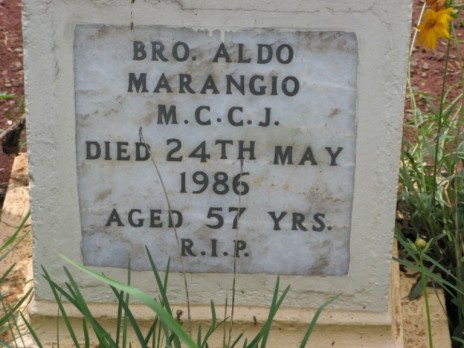 BRO. ALDO
MARANGIO
M.C.C.J.
DIED 24TH MAY
1986
AGED 57 YRS.
R.I.P.